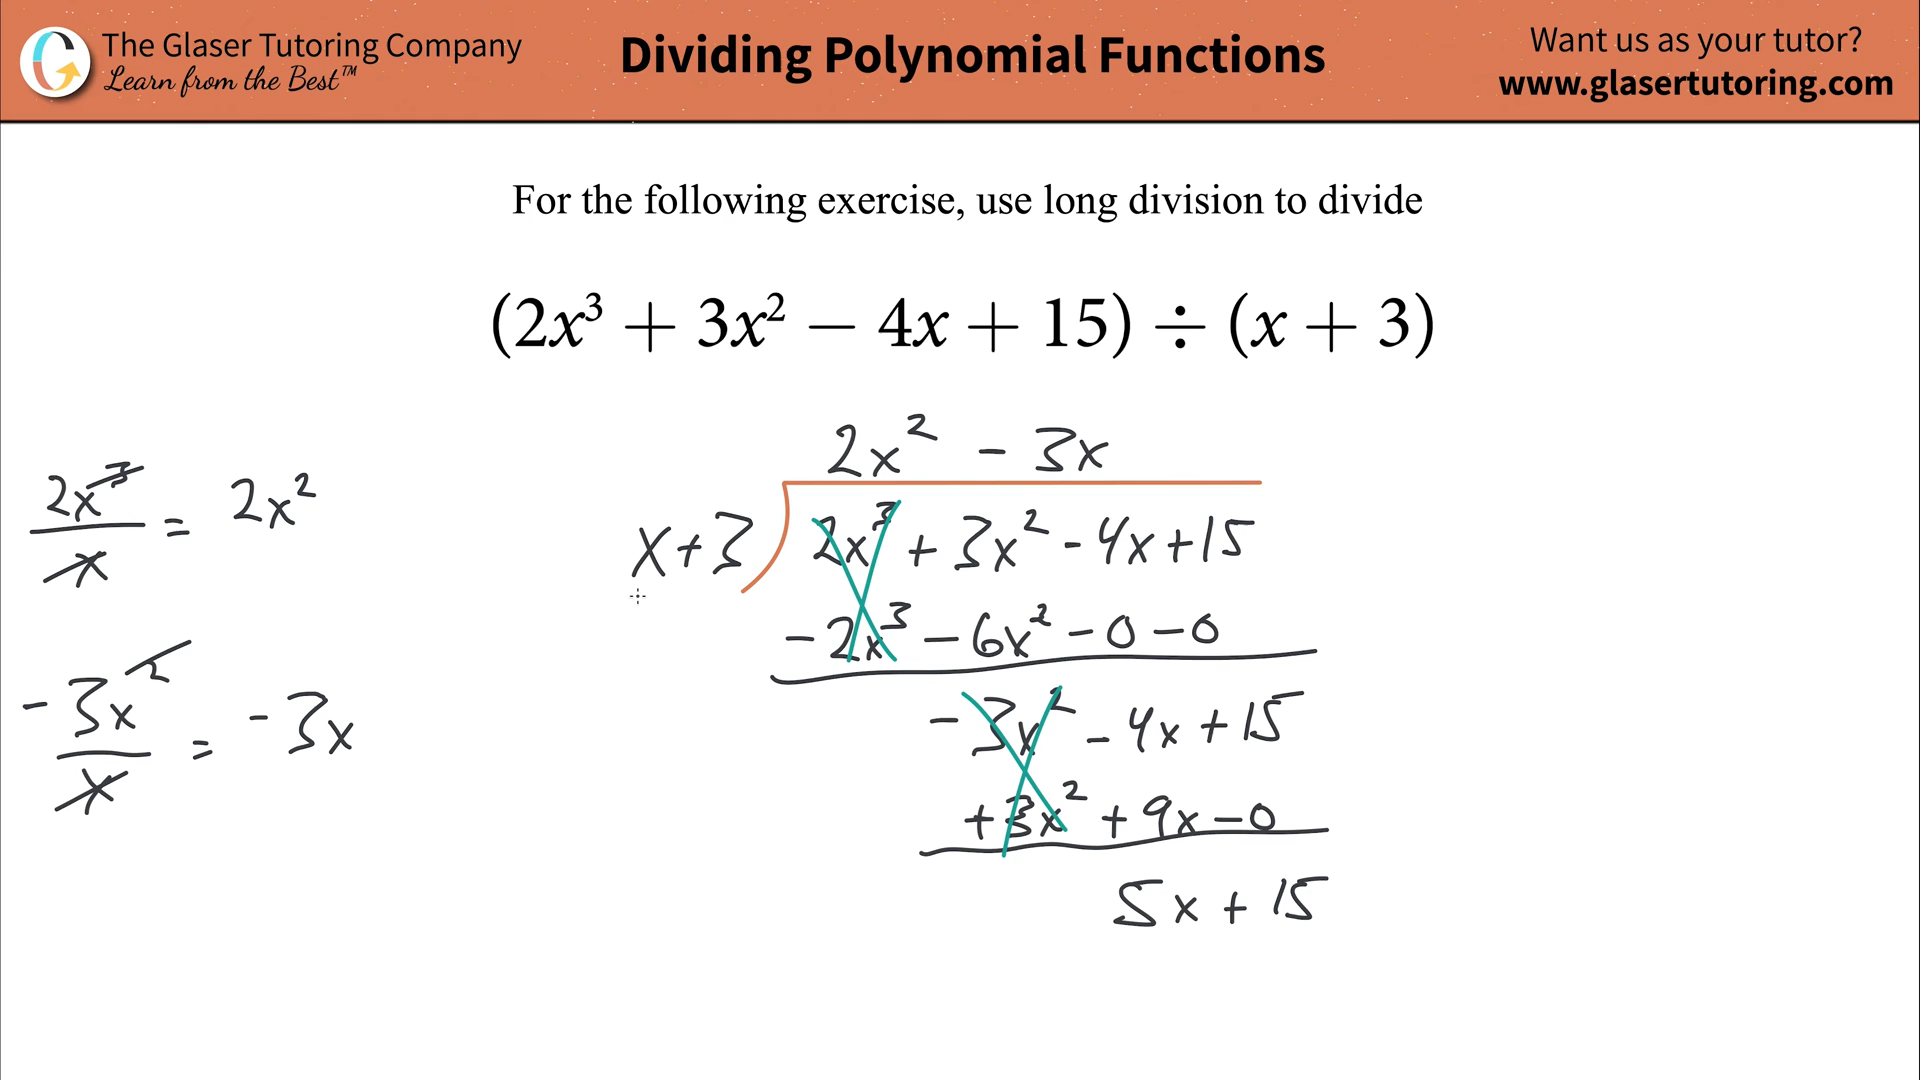 The Glaser Tutoring Company
Learn from the Best™
Dividing Polynomial Functions
Want us as your tutor?
www.glasertutoring.com
For the following exercise, use long division to divide
(2x³ + 3x² − 4x + 15) ÷ (x + 3)
2x² - 3x
x+3 2x³ + 3x² - 4x + 15
- 2x³ - 6x² - 0 - 0
- 3x² - 4x + 15
+ 3x² + 9x - 0
5x + 15
2x³/x = 2x²
- 3x²/x = - 3x